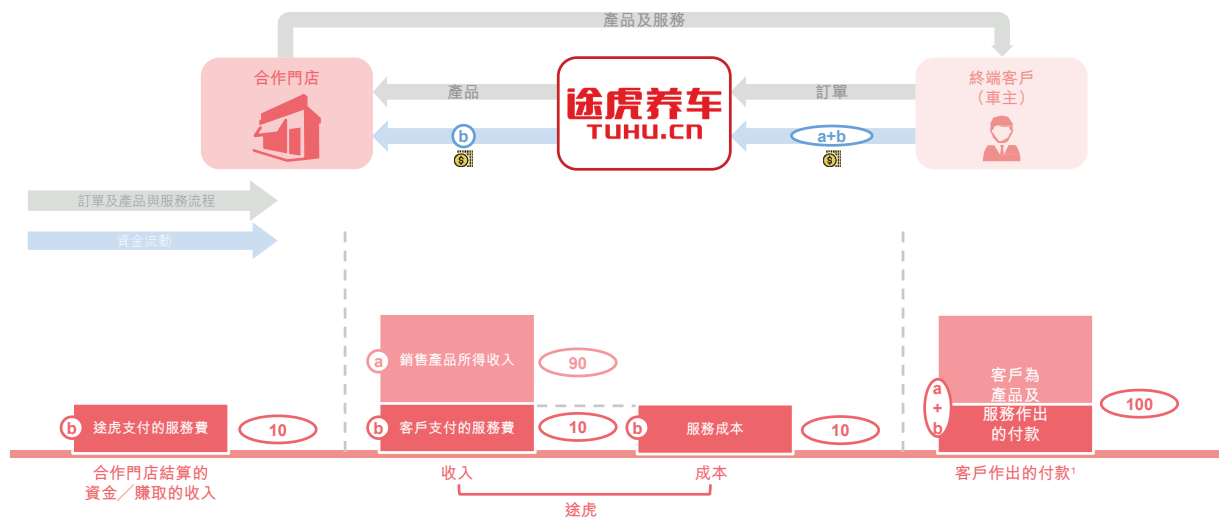 產品及服務
合作門店
產品
b
途虎养车
TUHU.CN
訂單
a+b
終端客戶
（車主）
訂單及產品與服務流程
資金流動
a
銷售產品所得收入
90
b
途虎支付的服務費
10
b
客戶支付的服務費
10
b
服務成本
10
a
+
b
客戶為
產品及
服務作出
的付款
100
合作門店結算的
資金╱賺取的收入
收入
成本
客戶作出的付款¹
途虎